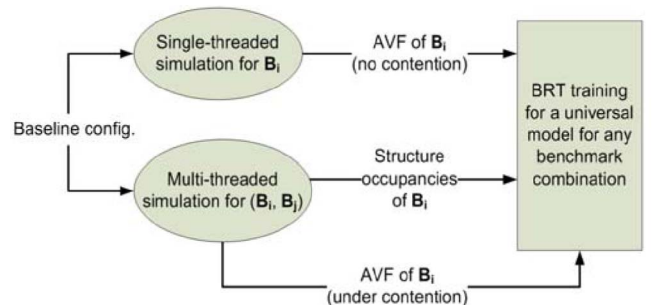 Single-threaded
simulation for Bi
AVF of Bi
(no contention)
Baseline config.
Multi-threaded
simulation for (Bi, Bj)
Structure
occupancies
of Bi
AVF of Bi
(under contention)
BRT training
for a universal
model for any
benchmark
combination